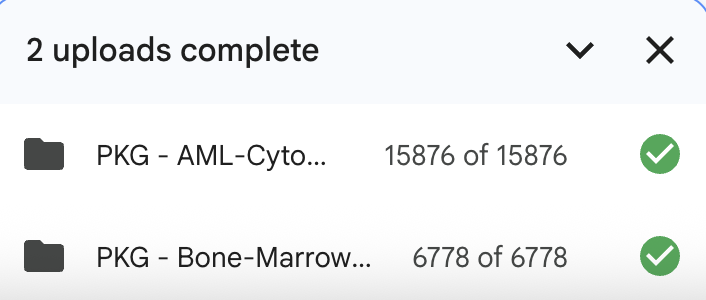 2 uploads complete
PKG - AML-Cyto... 15876 of 15876
PKG - Bone-Marrow... 6778 of 6778